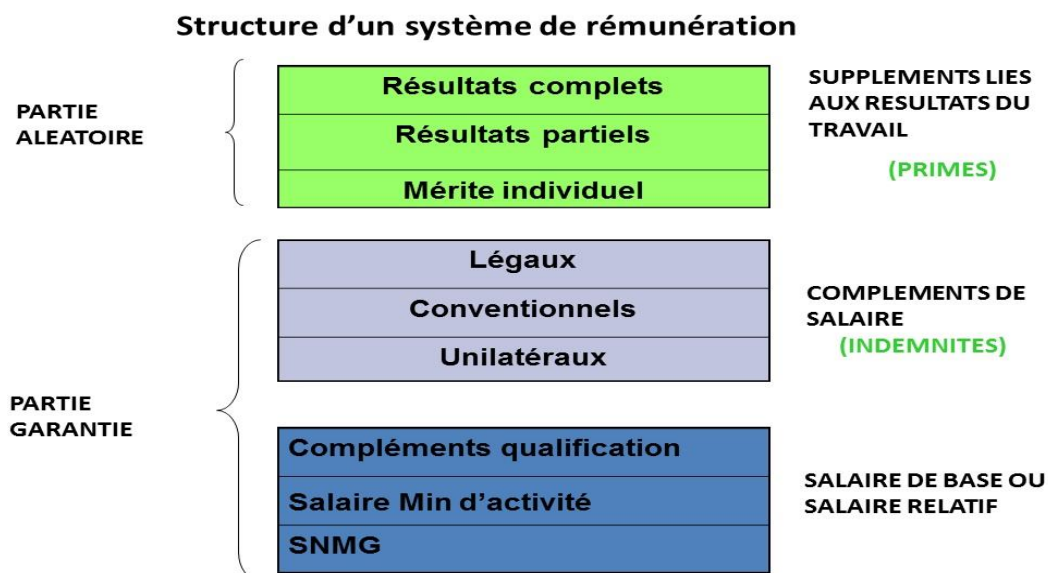 Structure d'un système de rémunération
PARTIE
ALEATOIRE
Résultats complets
Résultats partiels
Mérite individuel
SUPPLEMENTS LIES
AUX RESULTATS DU
TRAVAIL
(PRIMES)
PARTIE
GARANTIE
Légaux
Conventionnels
Unilatéraux
COMPLEMENTS DE
SALAIRE
(INDEMNITES)
Compléments qualification
Salaire Min d'activité
SNMG
SALAIRE DE BASE OU
SALAIRE RELATIF